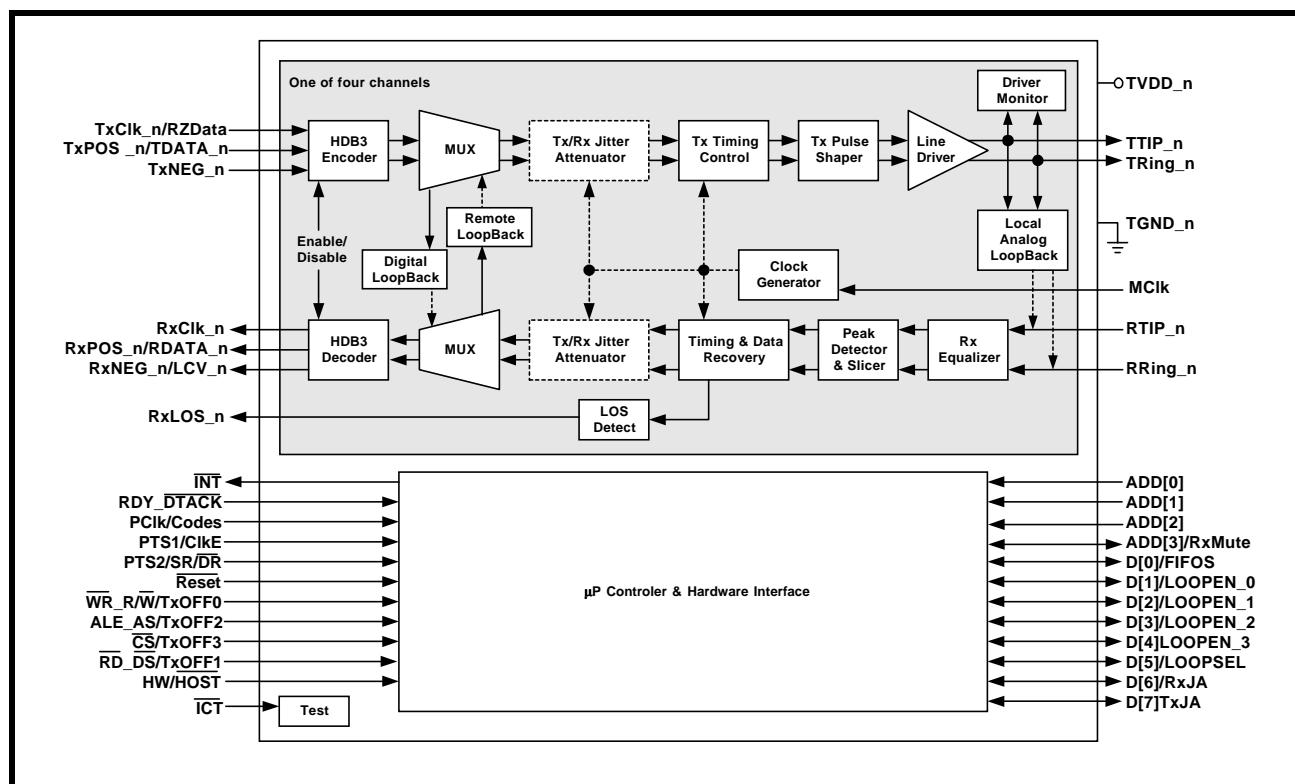 One of four channels
Driver
Monitor
TVDD_n
TxClk_n/RZData
TxPOS _n/TDATA_n
TxNEG_n
HDB3
Encoder
MUX
Tx/Rx Jitter
Attenuator
Tx Timing
Control
Tx Pulse
Shaper
Line
Driver
TTIP_n
TRing_n
Enable/
Disable
Digital
LoopBack
Remote
LoopBack
Local
Analog
LoopBack
TGND_n
Clock
Generator
MClk
RxClk_n
RxPOS_n/RDATA_n
RxNEG_n/LCV_n
HDB3
Decoder
MUX
Tx/Rx Jitter
Attenuator
Timing & Data
Recovery
Peak
Detector
& Slicer
Rx
Equalizer
RTIP_n
RRing_n
RxLOS_n
LOS
Detect
INT
RDY_DTACK
PClk/Codes
PTS1/ClkE
PTS2/SR/DR
Reset
WR_R/W/TxOFF0
ALE_AS/TxOFF2
CS/TxOFF3
RD_DS/TxOFF1
HW/HOST
ICT
Test
µP Controler & Hardware Interface
ADD[0]
ADD[1]
ADD[2]
ADD[3]/RxMute
D[0]/FIFOS
D[1]/LOOPEN_0
D[2]/LOOPEN_1
D[3]/LOOPEN_2
D[4]LOOPEN_3
D[5]/LOOPSEL
D[6]/RxJA
D[7]TxJA